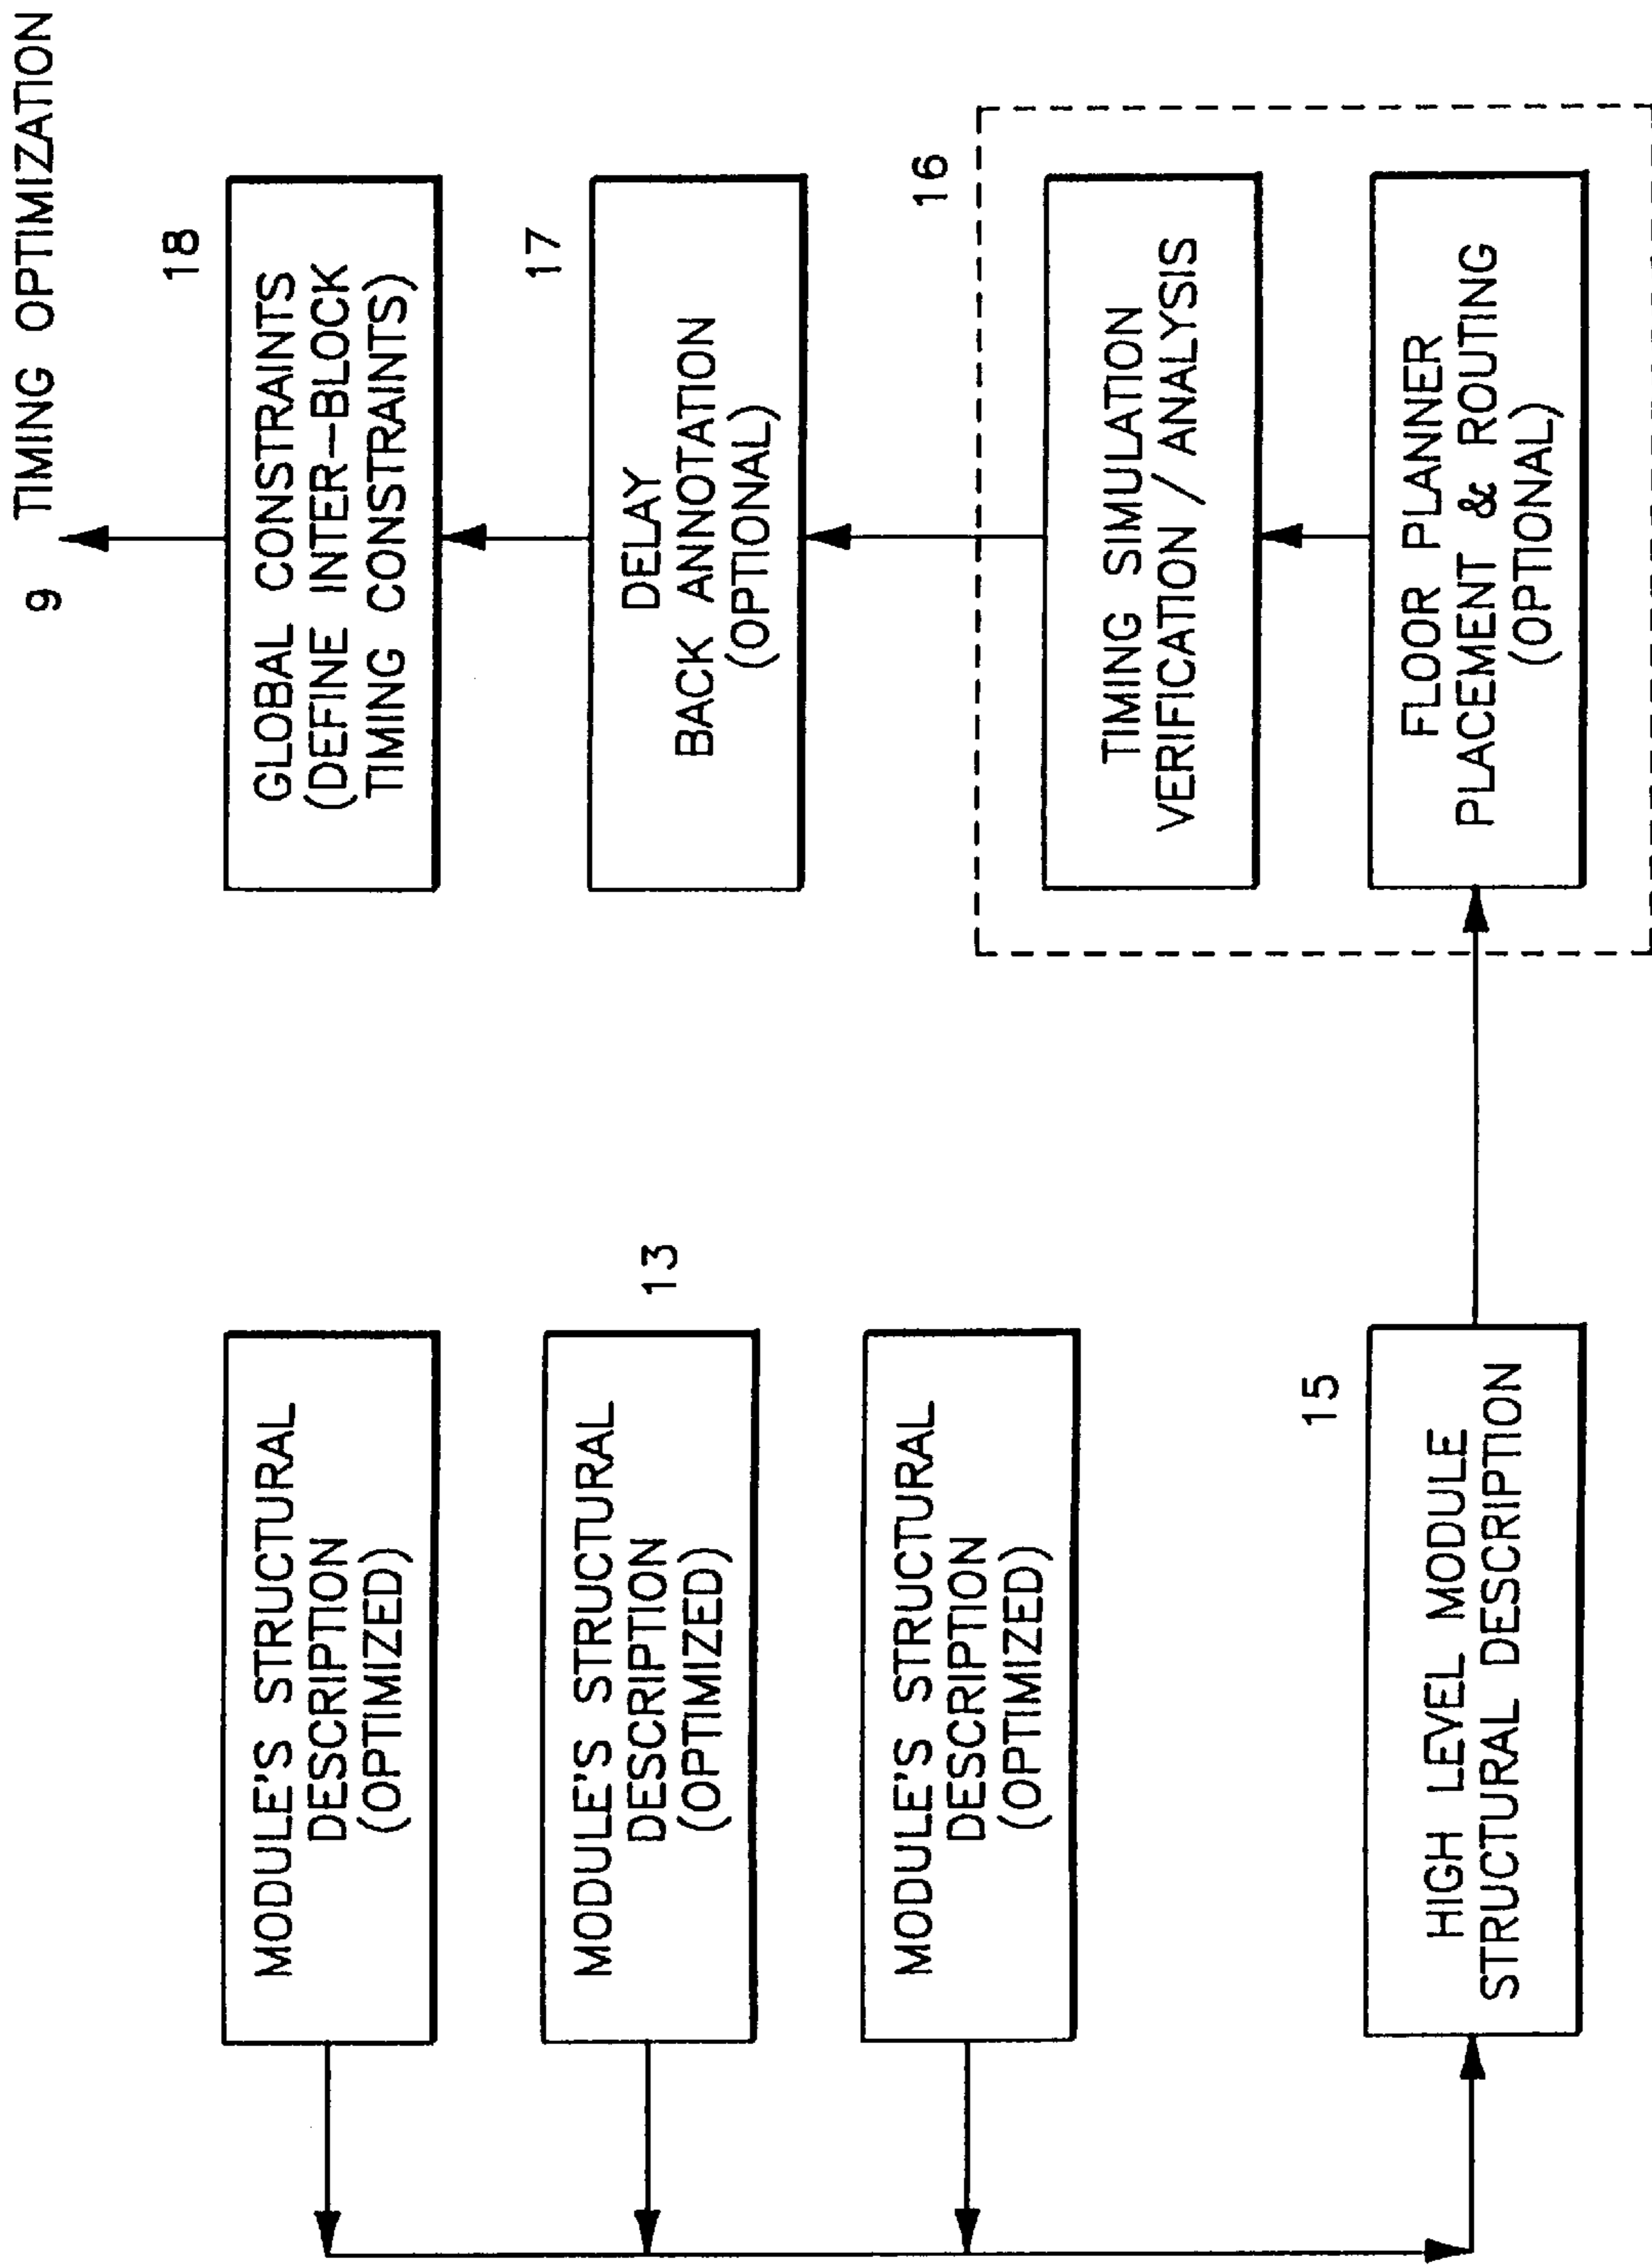 MODULE'S STRUCTURAL
DESCRIPTION
(OPTIMIZED)
13
MODULE'S STRUCTURAL
DESCRIPTION
(OPTIMIZED)
MODULE'S STRUCTURAL
DESCRIPTION
(OPTIMIZED)
15
HIGH LEVEL MODULE
STRUCTURAL DESCRIPTION
9 TIMING OPTIMIZATION
18
GLOBAL CONSTRAINTS
(DEFINE INTER-BLOCK
TIMING CONSTRAINTS)
17
DELAY
BACK ANNOTATION
(OPTIONAL)
16
TIMING SIMULATION
VERIFICATION / ANALYSIS
FLOOR PLANNER
PLACEMENT & ROUTING
(OPTIONAL)